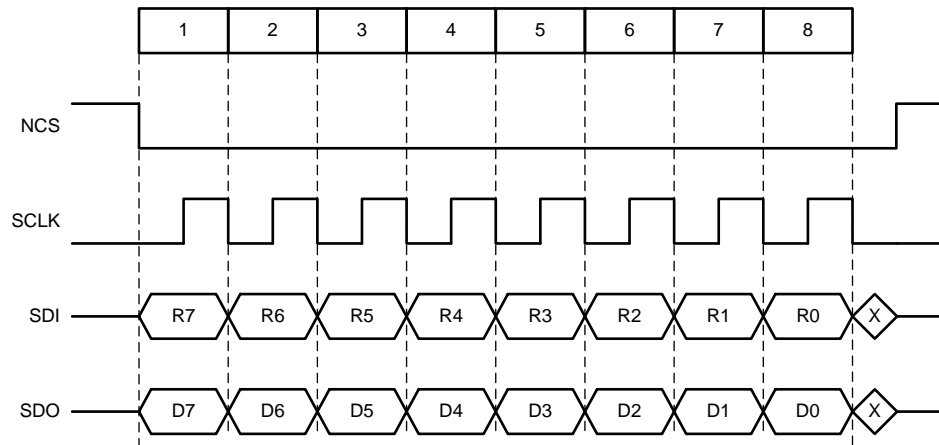 1 2 3 4 5 6 7 8
NCS
SCLK
SDI R7 R6 R5 R4 R3 R2 R1 R0 X
SDO D7 D6 D5 D4 D3 D2 D1 D0 X